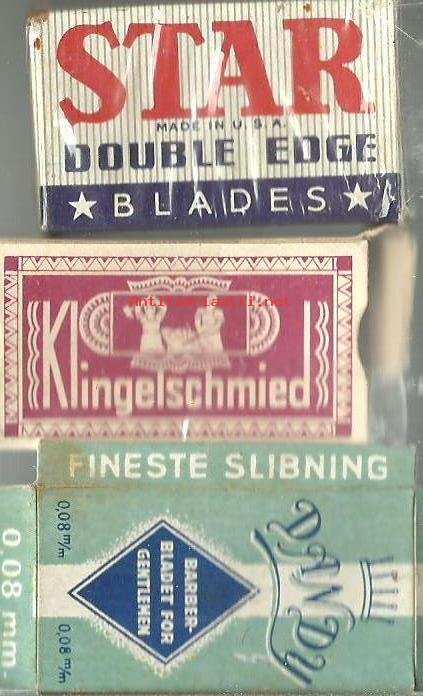 STAR
MADE IN U.S.A.
DOUBLE EDGE
★ BLADES ★
Klingelschmied
FINESTE SLIBNING
0,08 m/m
0,08 m/m
0,08 mm.
BARBER-
BLADET FOR
GENTLEMEN
DANDY